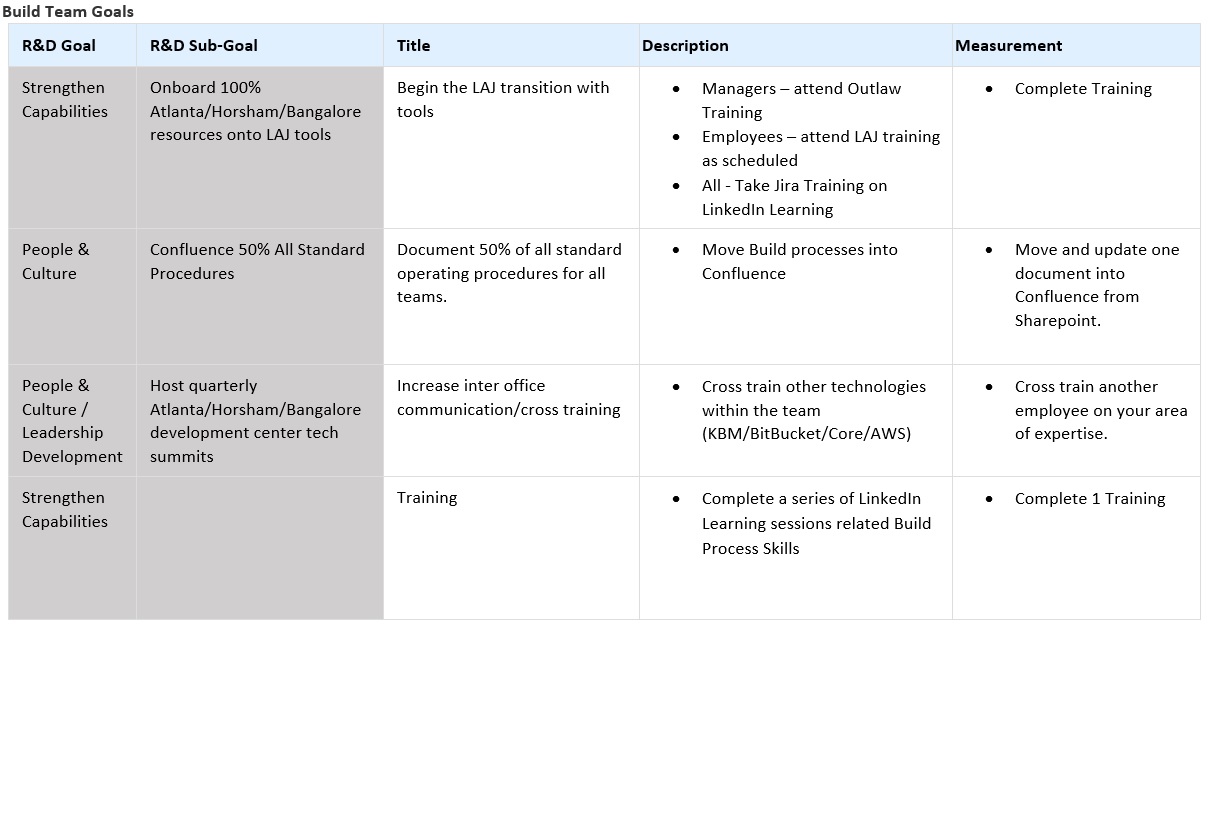 Build Team Goals
R&D Goal
R&D Sub-Goal
Title
Description
Measurement
Strengthen
Capabilities
Onboard 100%
Atlanta/Horsham/Bangalore
resources onto LAJ tools
Begin the LAJ transition with
tools
• Managers – attend Outlaw
Training
• Employees – attend LAJ training
as scheduled
• All - Take Jira Training on
LinkedIn Learning
• Complete Training
People &
Culture
Confluence 50% All Standard
Procedures
Document 50% of all standard
operating procedures for all
teams.
• Move Build processes into
Confluence
• Move and update one
document into
Confluence from
Sharepoint.
People &
Culture /
Leadership
Development
Host quarterly
Atlanta/Horsham/Bangalore
development center tech
summits
Increase inter office
communication/cross training
• Cross train other technologies
within the team
(KBM/BitBucket/Core/AWS)
• Cross train another
employee on your area
of expertise.
Strengthen
Capabilities
Training
• Complete a series of LinkedIn
Learning sessions related Build
Process Skills
• Complete 1 Training